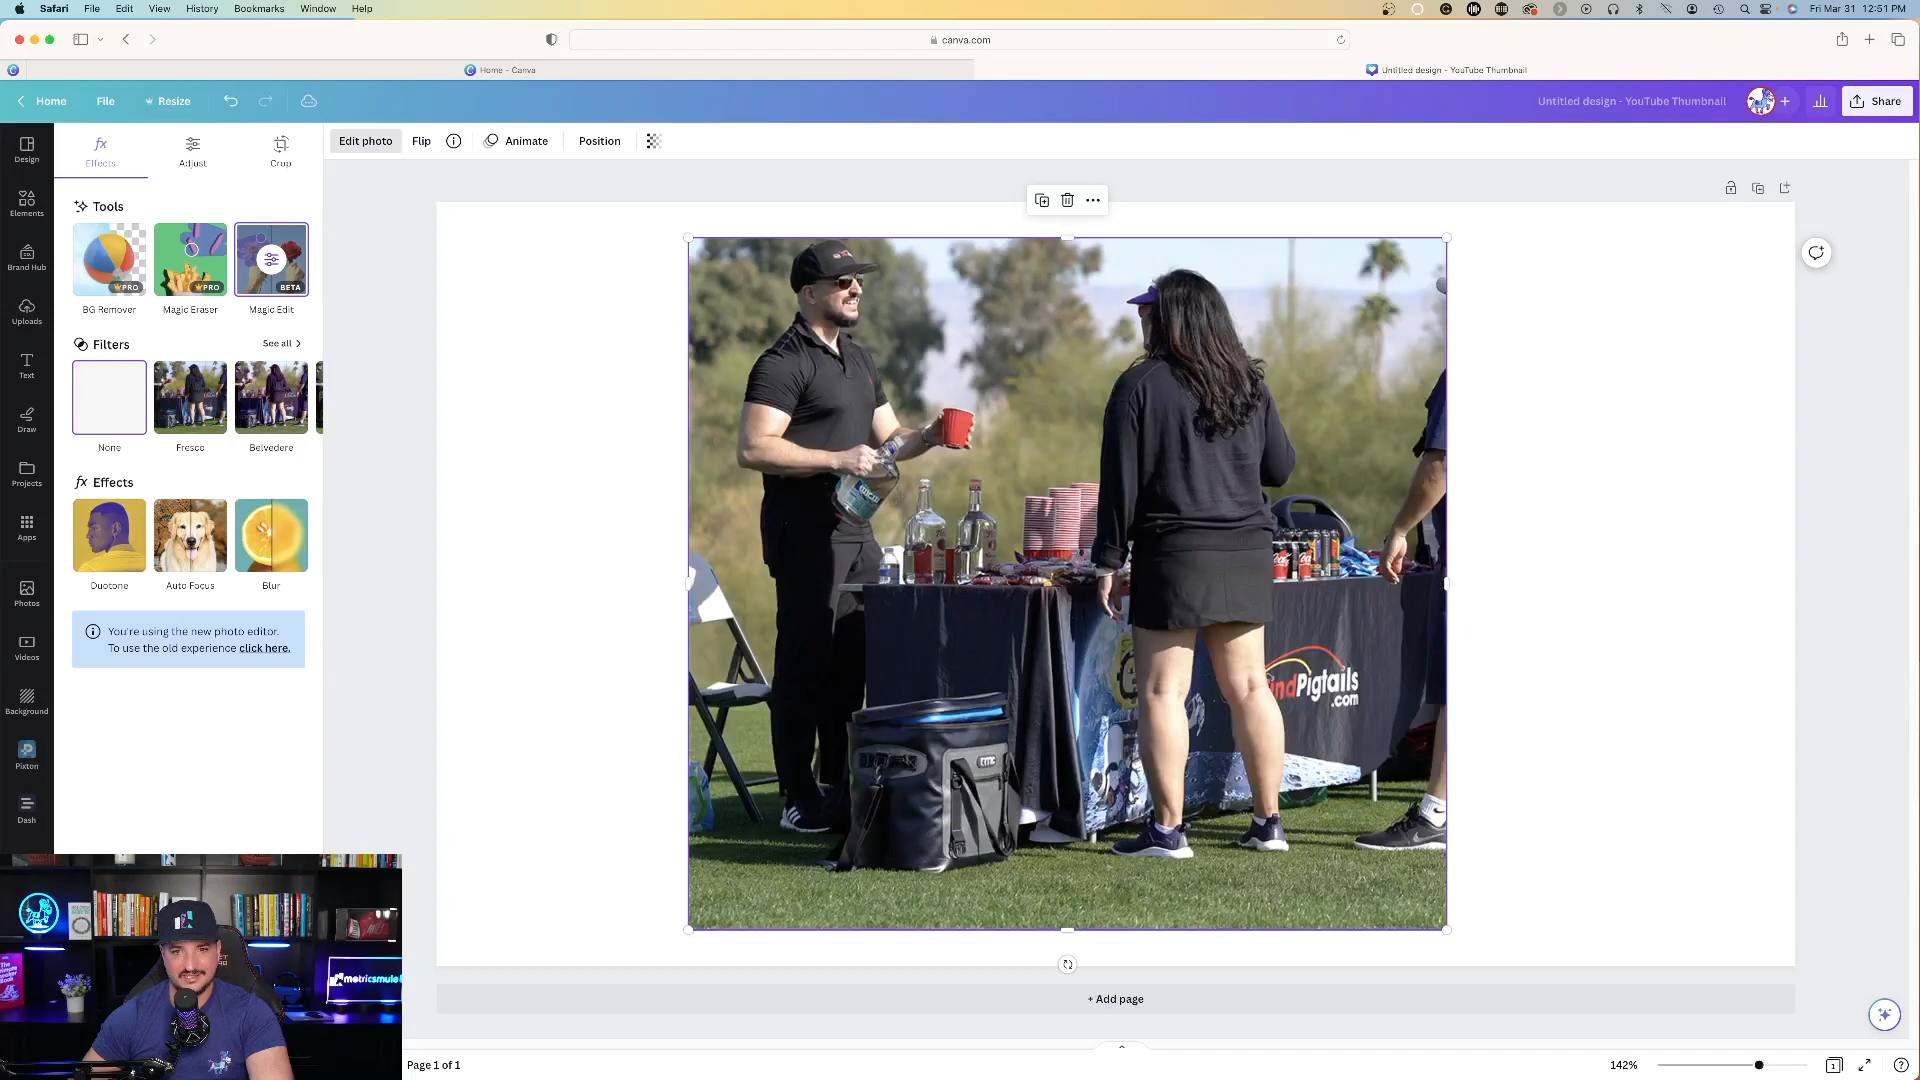 Safari File Edit View History Bookmarks Window Help
Fri Mar 31 12:51 PM
canva.com
Home - Canva
Untitled design - YouTube Thumbnail
Home File Resize
Untitled design - YouTube Thumbnail
Share
Design
Elements
Brand Hub
Uploads
Text
Draw
Projects
Apps
Photos
Videos
Background
Pixton
Dash
Effects
Adjust
Crop
Edit photo Flip Animate Position
Tools
PRO
PRO
BETA
BG Remover
Magic Eraser
Magic Edit
Filters See all
None
Fresco
Belvedere
Effects
Duotone
Auto Focus
Blur
You're using the new photo editor.
To use the old experience click here.
indPigtails
.com
+ Add page
metricsmule
Page 1 of 1
142%
1